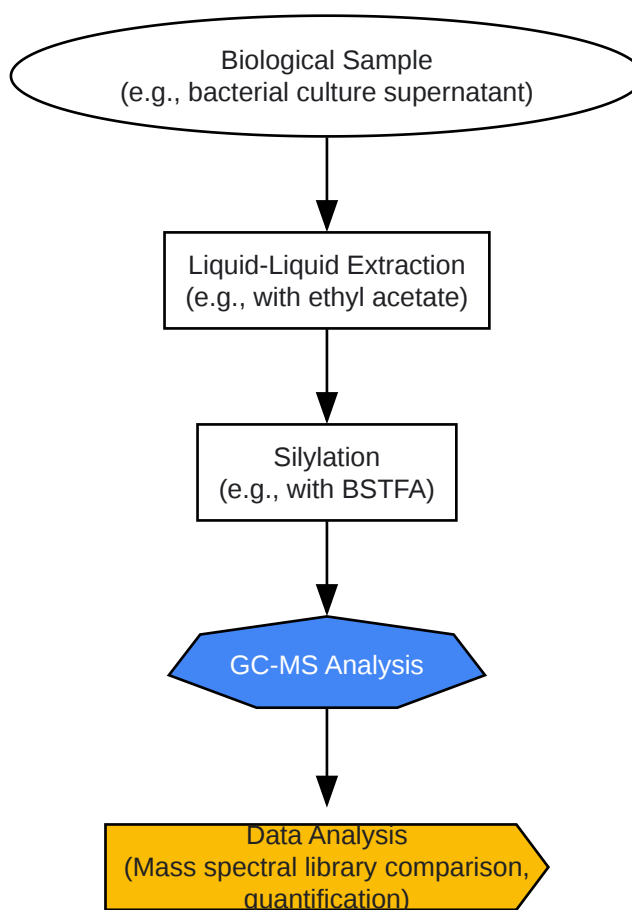 Biological Sample
(e.g., bacterial culture supernatant)
Liquid-Liquid Extraction
(e.g., with ethyl acetate)
Silylation
(e.g., with BSTFA)
GC-MS Analysis
Data Analysis
(Mass spectral library comparison,
quantification)